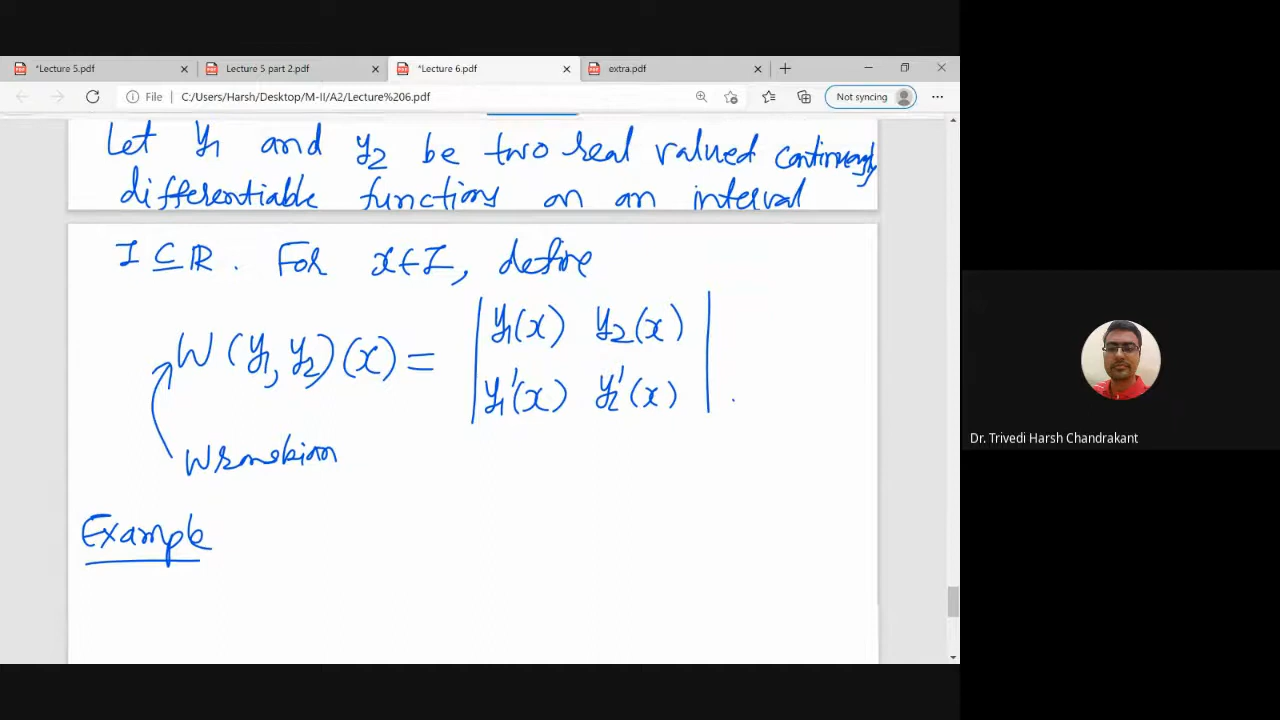 *Lecture 5.pdf
Lecture 5 part 2.pdf
*Lecture 6.pdf
extra.pdf
File
C:/Users/Harsh/Desktop/M-II/A2/Lecture%206.pdf
Not syncing
Let y₁ and y₂ be two real valued continuously
differentiable functions on an interval
I ⊆ ℝ. For x∈I, define
W(y₁, y₂)(x) = | y₁(x) y₂(x) |
| y₁'(x) y₂'(x) | .
Wronskian
Example
Dr. Trivedi Harsh Chandrakant